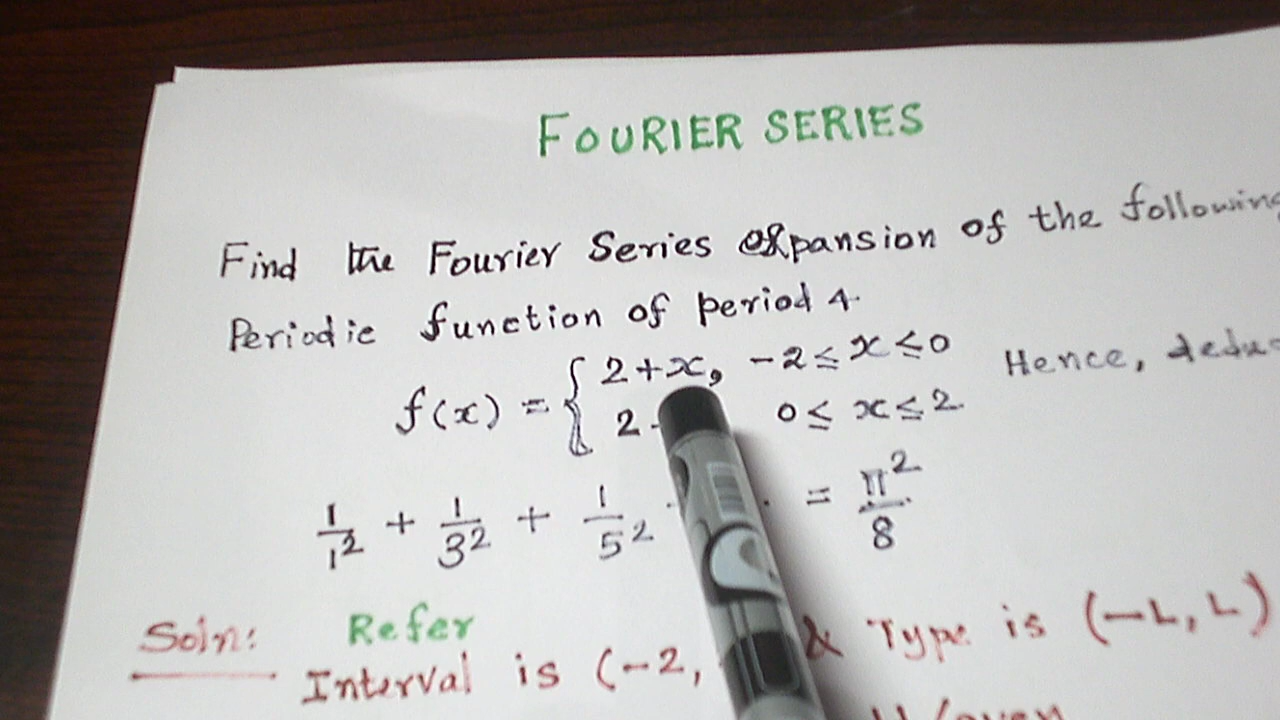 FOURIER SERIES
Find the Fourier Series expansion of the following
Periodic function of period 4.
f(x) = { 2+x, -2 ≤ x ≤ 0
2- 0 ≤ x ≤ 2. Hence,
1/1² + 1/3² + 1/5² = π²/8
Soln: Refer
Interval is (-2, & Type is (-L, L)